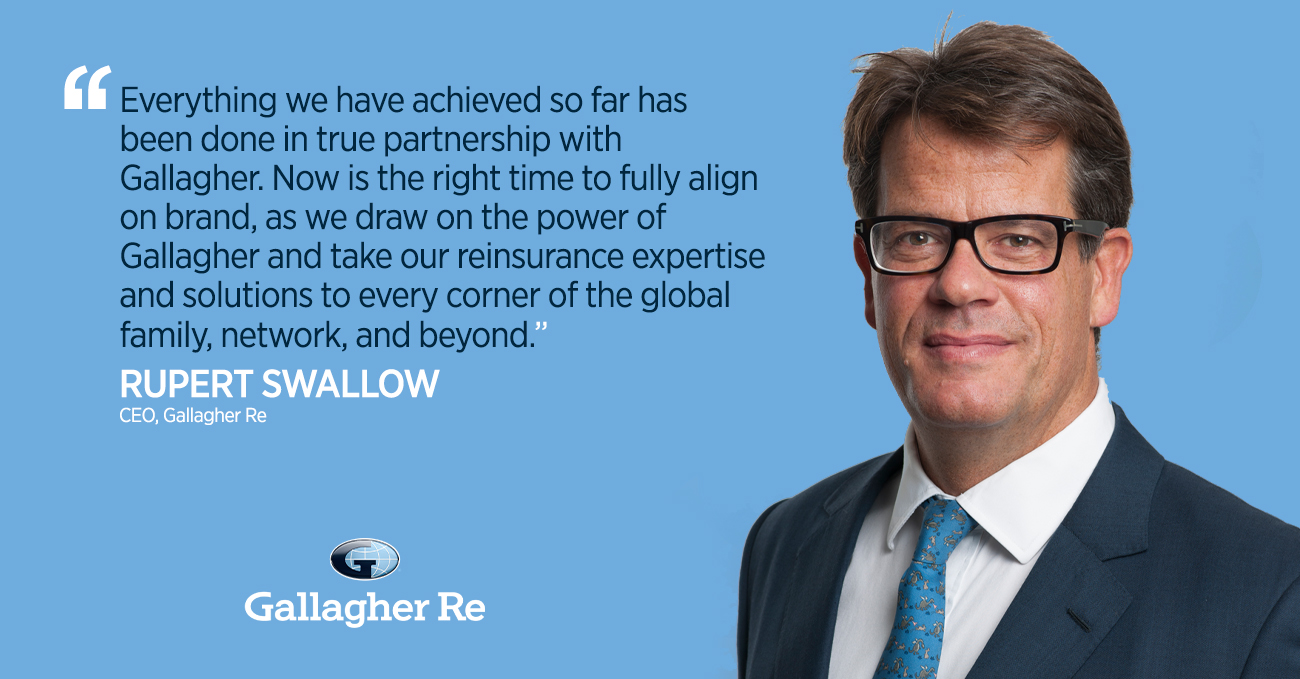 “Everything we have achieved so far has
been done in true partnership with
Gallagher. Now is the right time to fully align
on brand, as we draw on the power of
Gallagher and take our reinsurance expertise
and solutions to every corner of the global
family, network, and beyond.”
RUPERT SWALLOW
CEO, Gallagher Re
G
Gallagher Re